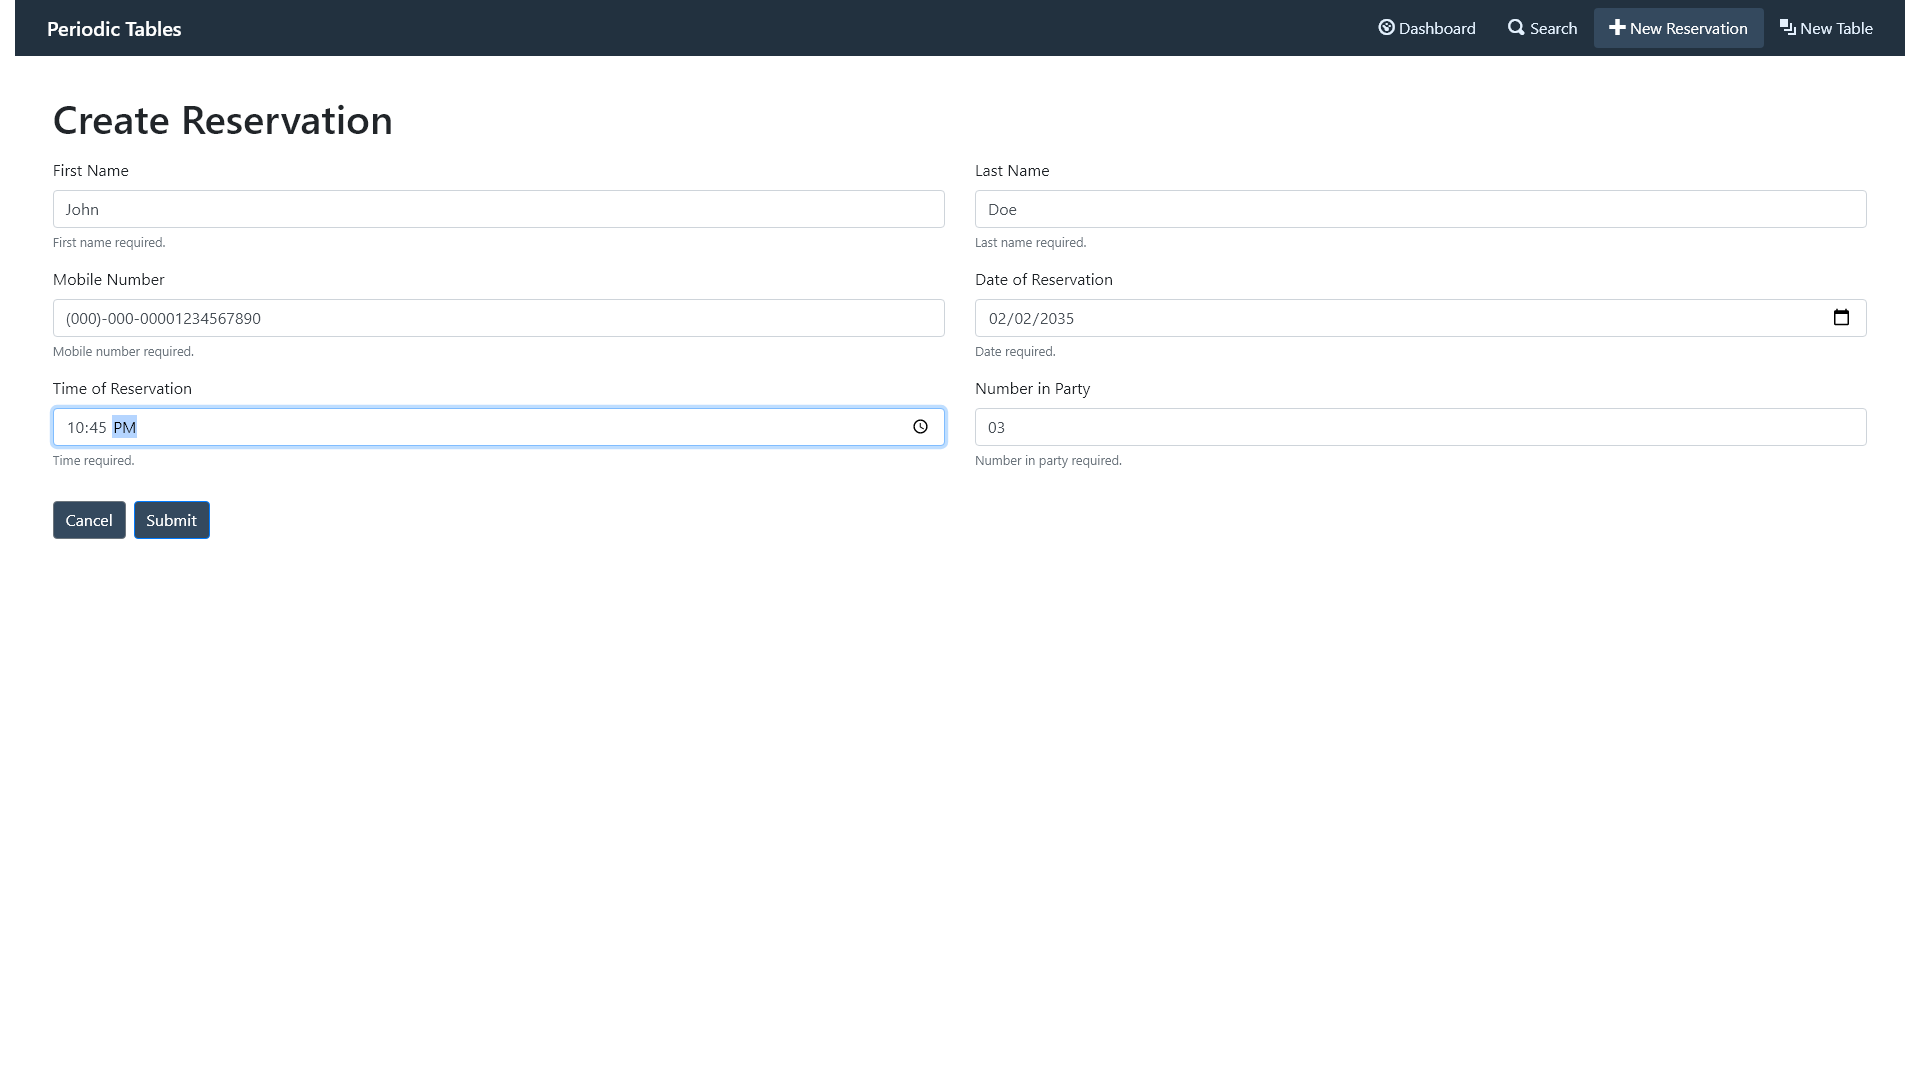 Periodic Tables
Dashboard
Search
New Reservation
New Table
Create Reservation
First Name
Last Name
John
Doe
First name required.
Last name required.
Mobile Number
Date of Reservation
(000)-000-00001234567890
02/02/2035
Mobile number required.
Date required.
Time of Reservation
Number in Party
10:45 PM
03
Time required.
Number in party required.
Cancel
Submit